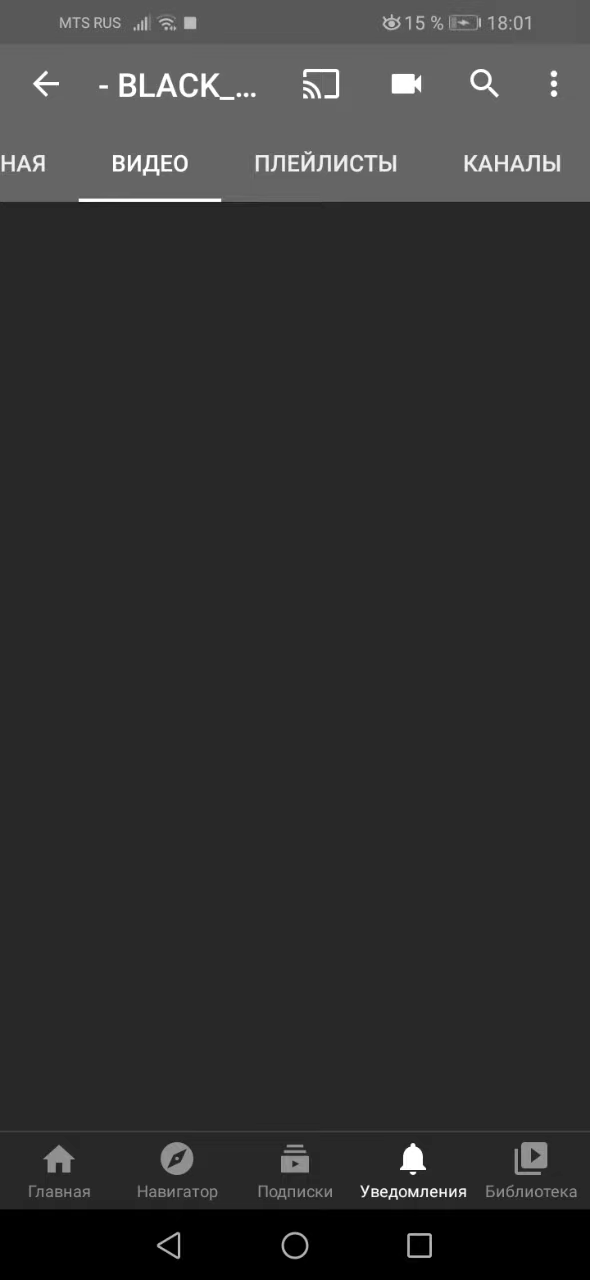 MTS RUS 15 % 18:01
- BLACK_...
НАЯ ВИДЕО ПЛЕЙЛИСТЫ КАНАЛЫ
Главная Навигатор Подписки Уведомления Библиотека